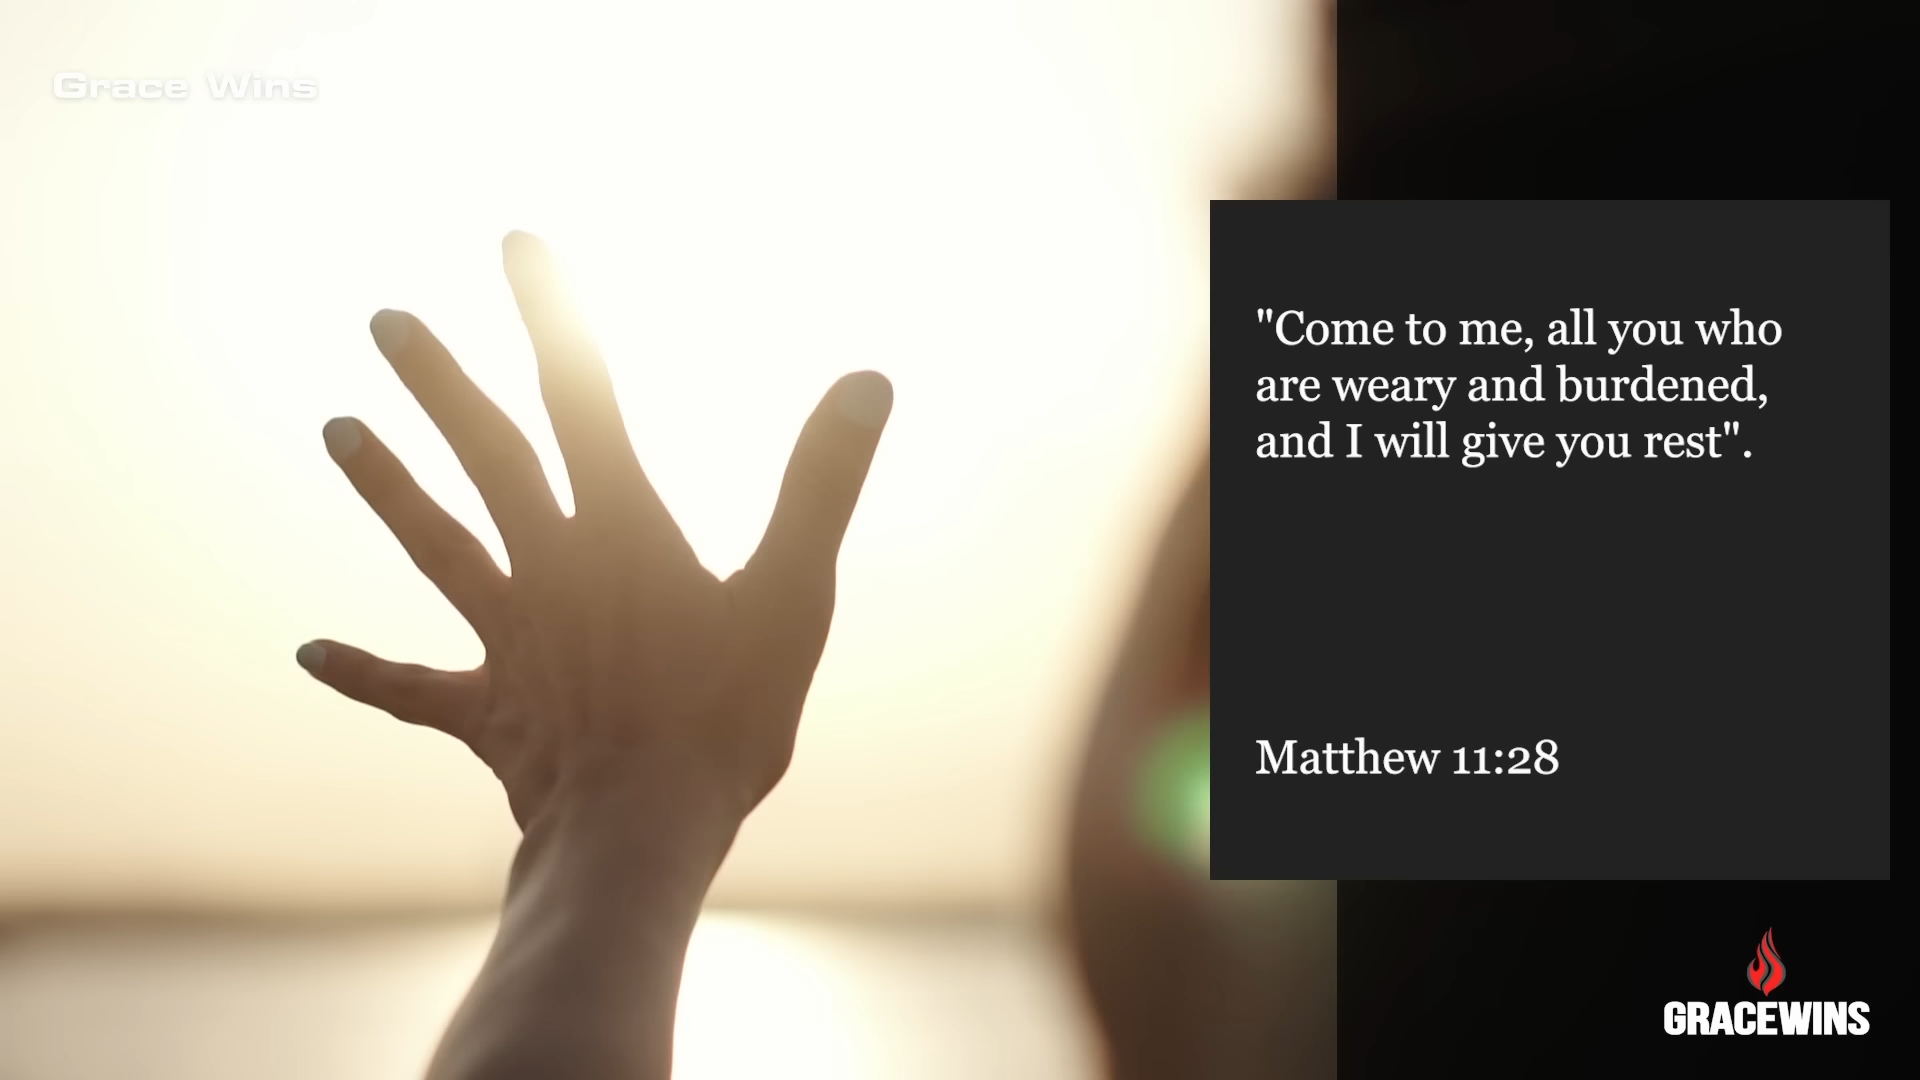 Grace Wins
"Come to me, all you who
are weary and burdened,
and I will give you rest".
Matthew 11:28
GRACEWINS